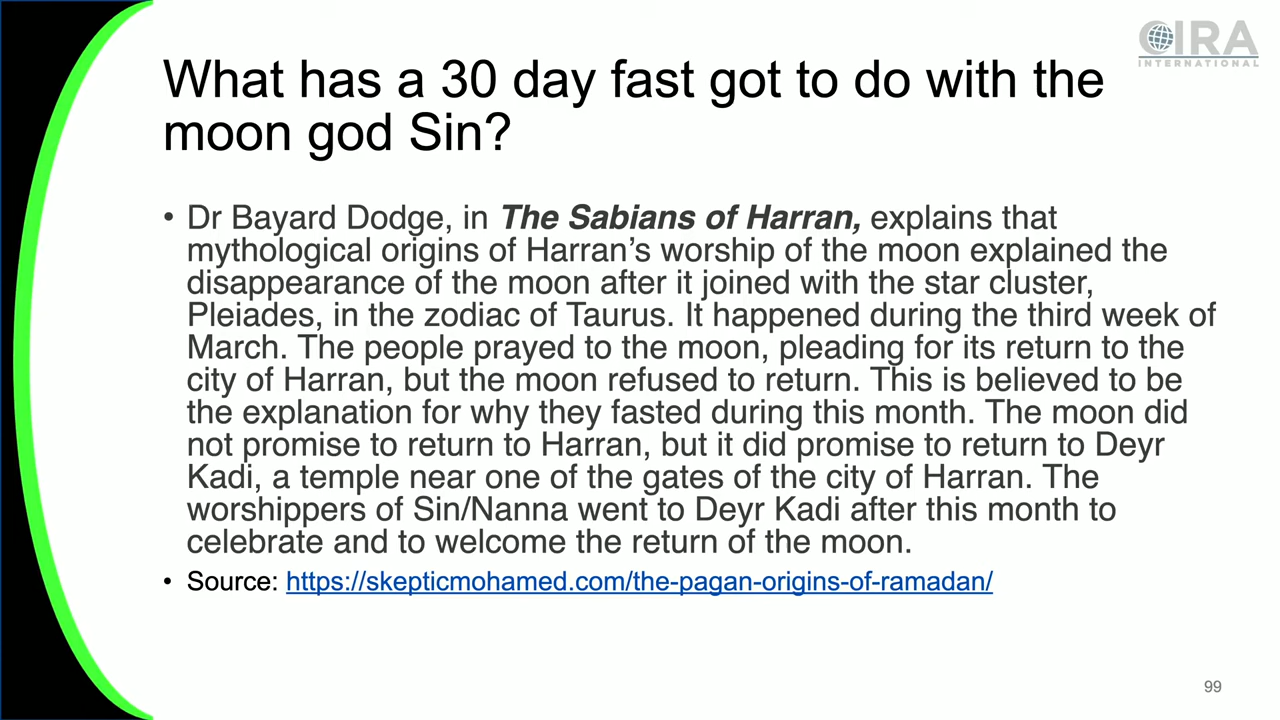 CIRA
INTERNATIONAL
What has a 30 day fast got to do with the
moon god Sin?
• Dr Bayard Dodge, in The Sabians of Harran, explains that
mythological origins of Harran’s worship of the moon explained the
disappearance of the moon after it joined with the star cluster,
Pleiades, in the zodiac of Taurus. It happened during the third week of
March. The people prayed to the moon, pleading for its return to the
city of Harran, but the moon refused to return. This is believed to be
the explanation for why they fasted during this month. The moon did
not promise to return to Harran, but it did promise to return to Deyr
Kadi, a temple near one of the gates of the city of Harran. The
worshippers of Sin/Nanna went to Deyr Kadi after this month to
celebrate and to welcome the return of the moon.
• Source: https://skepticmohamed.com/the-pagan-origins-of-ramadan/
99